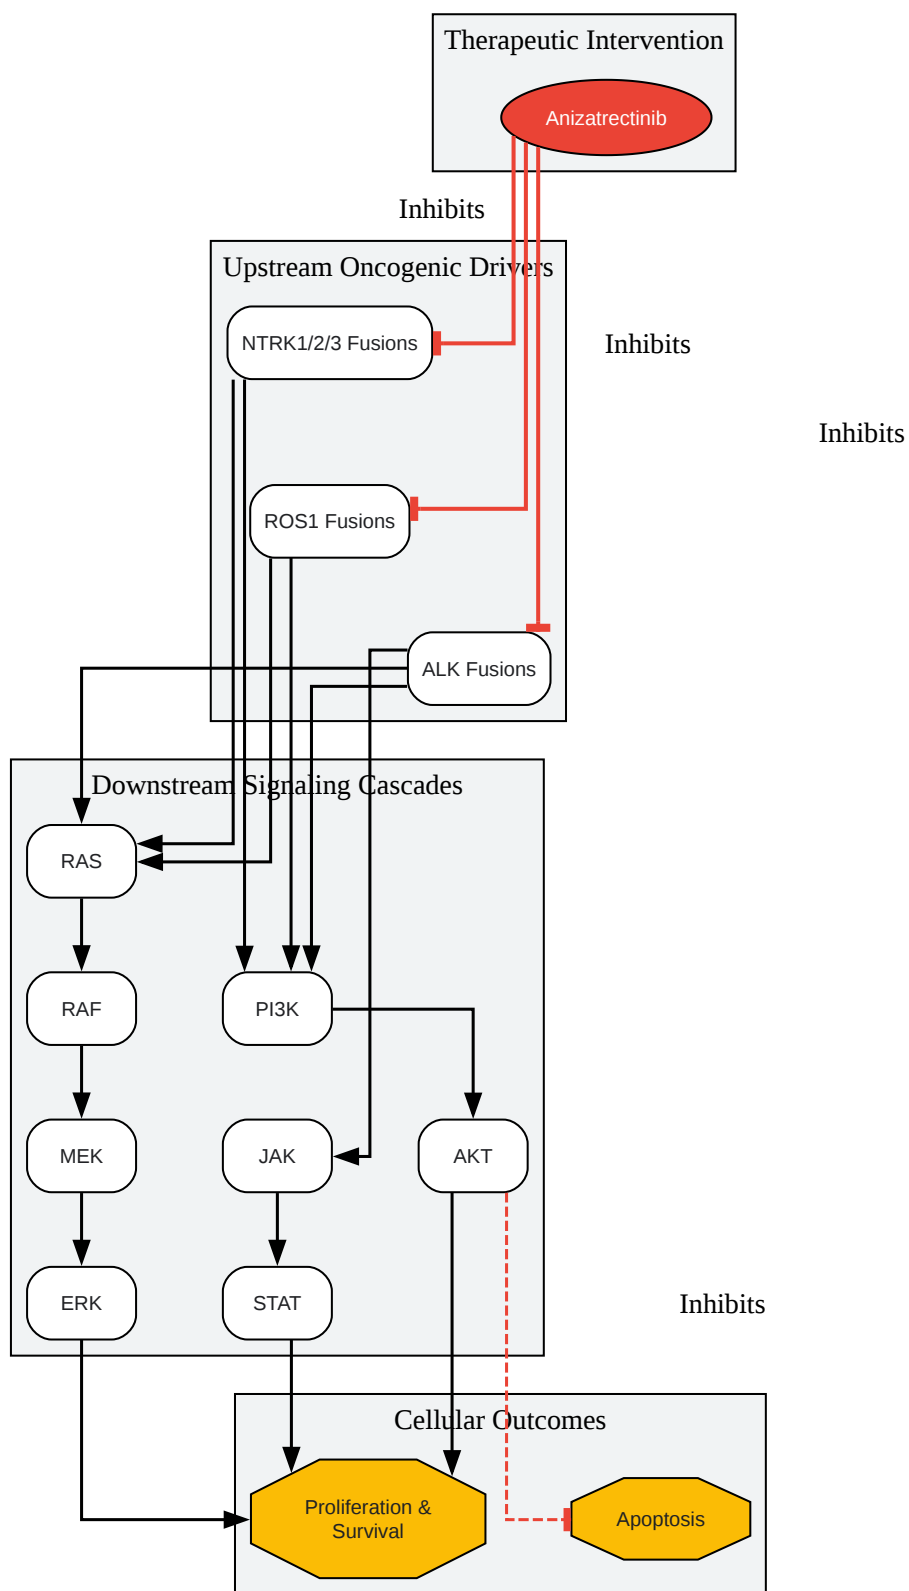 Therapeutic Intervention
Anizatrectinib
Inhibits
Upstream Oncogenic Drivers
NTRK1/2/3 Fusions
Inhibits
Inhibits
ROS1 Fusions
ALK Fusions
Downstream Signaling Cascades
RAS
RAF
PI3K
MEK
JAK
AKT
ERK
STAT
Inhibits
Cellular Outcomes
Proliferation &
Survival
Apoptosis